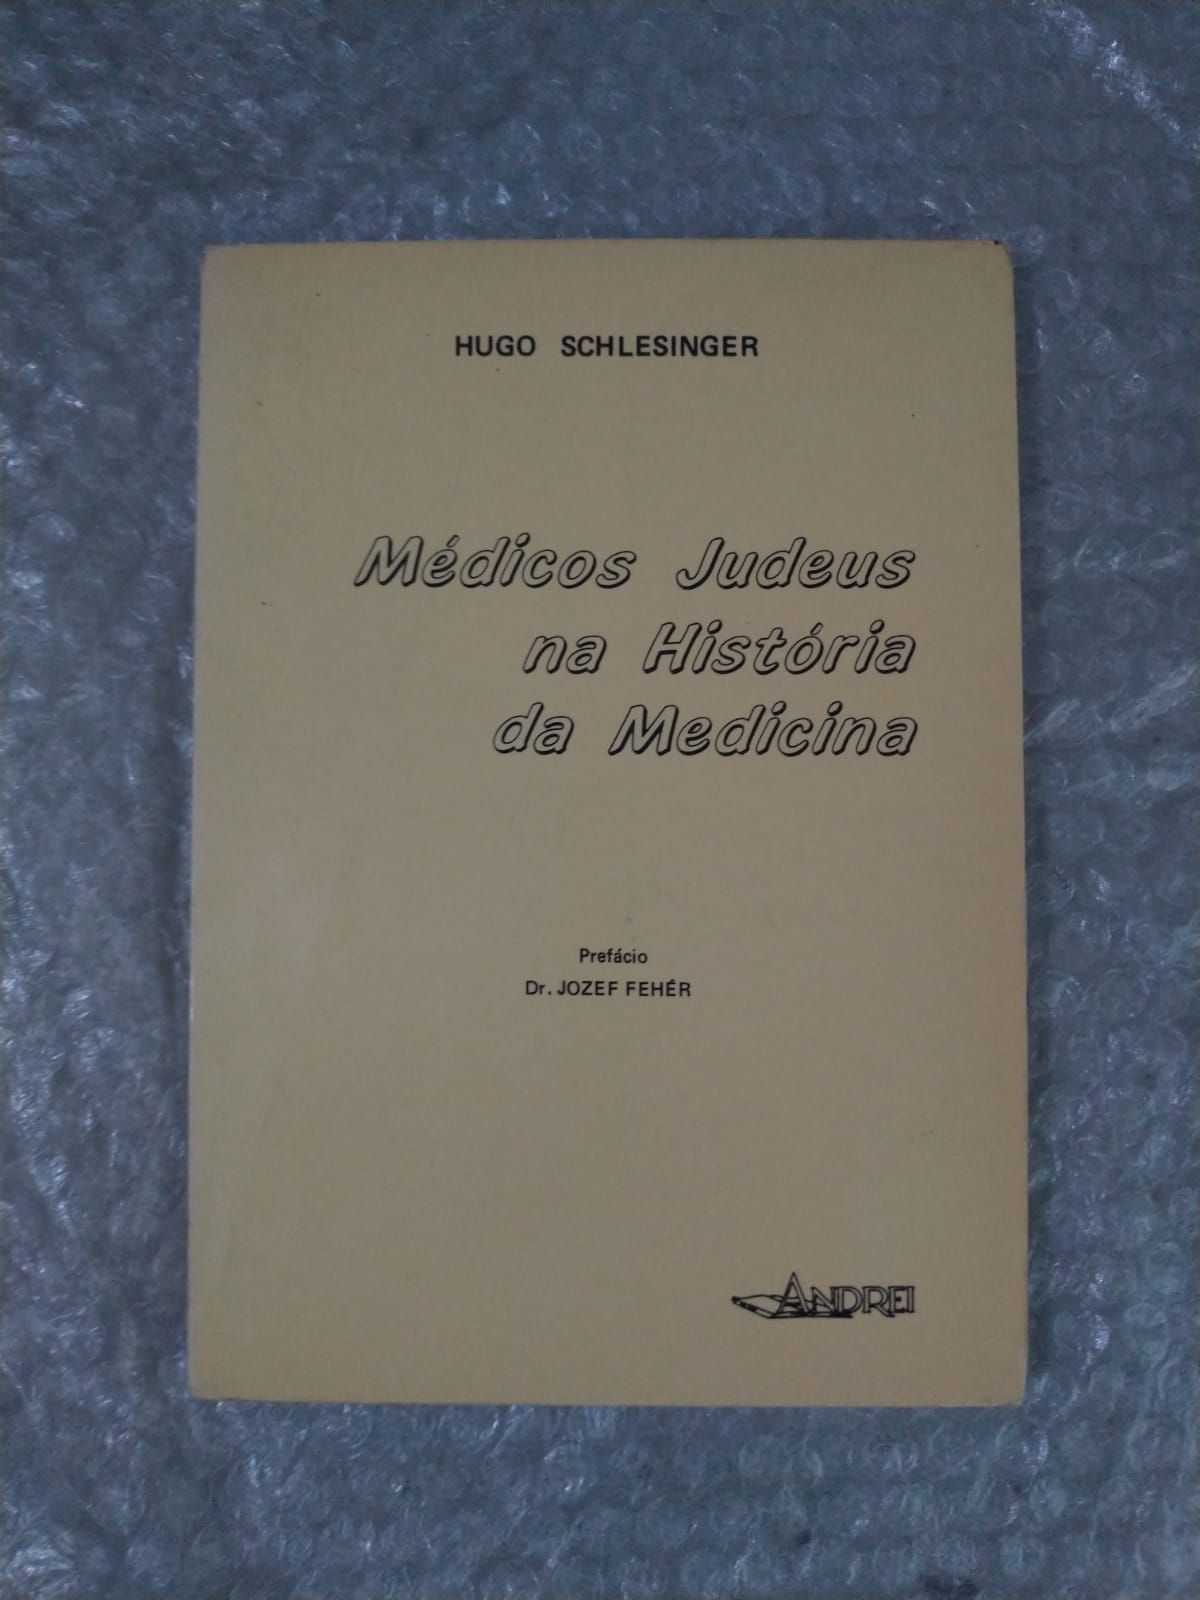 HUGO SCHLESINGER
Médicos Judeus
na História
da Medicina
Prefácio
Dr. JOZEF FEHÉR
ANDREI